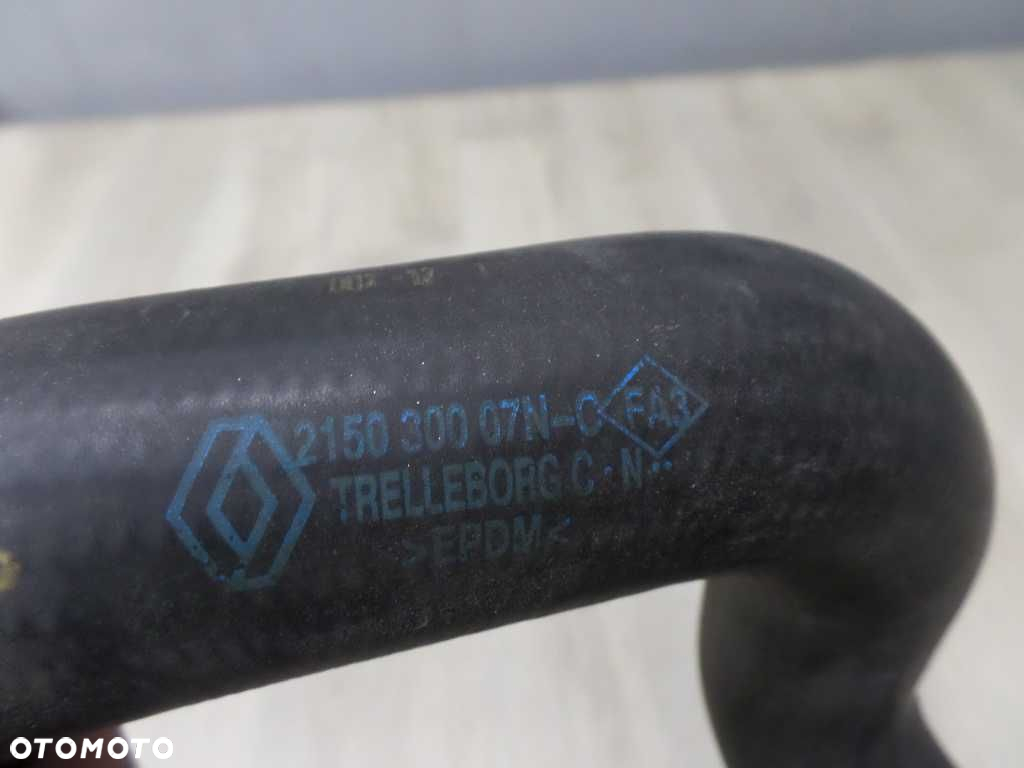 2150 300 07N-C FA3
TRELLEBORG C · N ··
>EPDM<
OTOMOTO